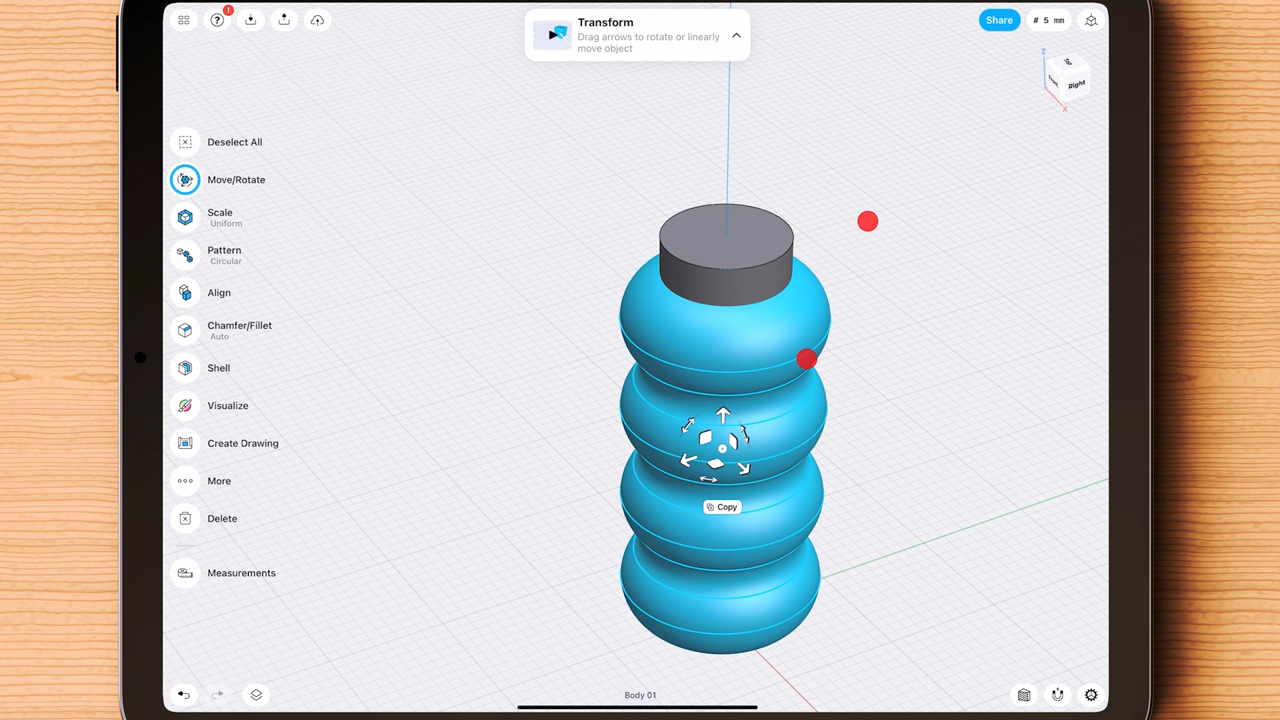 Transform
Drag arrows to rotate or linearly
move object
!
?
Share
# 5 mm
Z
Top
Right
X
Deselect All
Move/Rotate
Scale
Uniform
Pattern
Circular
Align
Chamfer/Fillet
Auto
Shell
Visualize
Create Drawing
More
Delete
Measurements
Copy
Body 01